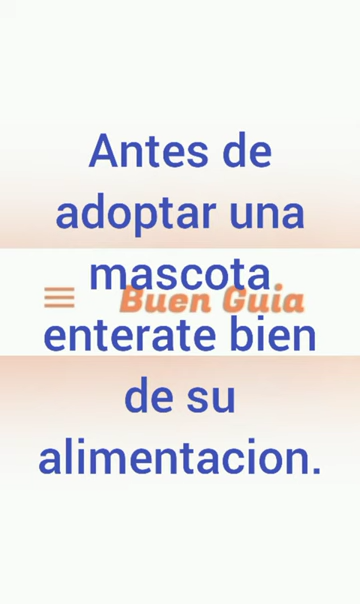 Antes de
adoptar una
mascota
Buen Guia
enterate bien
de su
alimentacion.